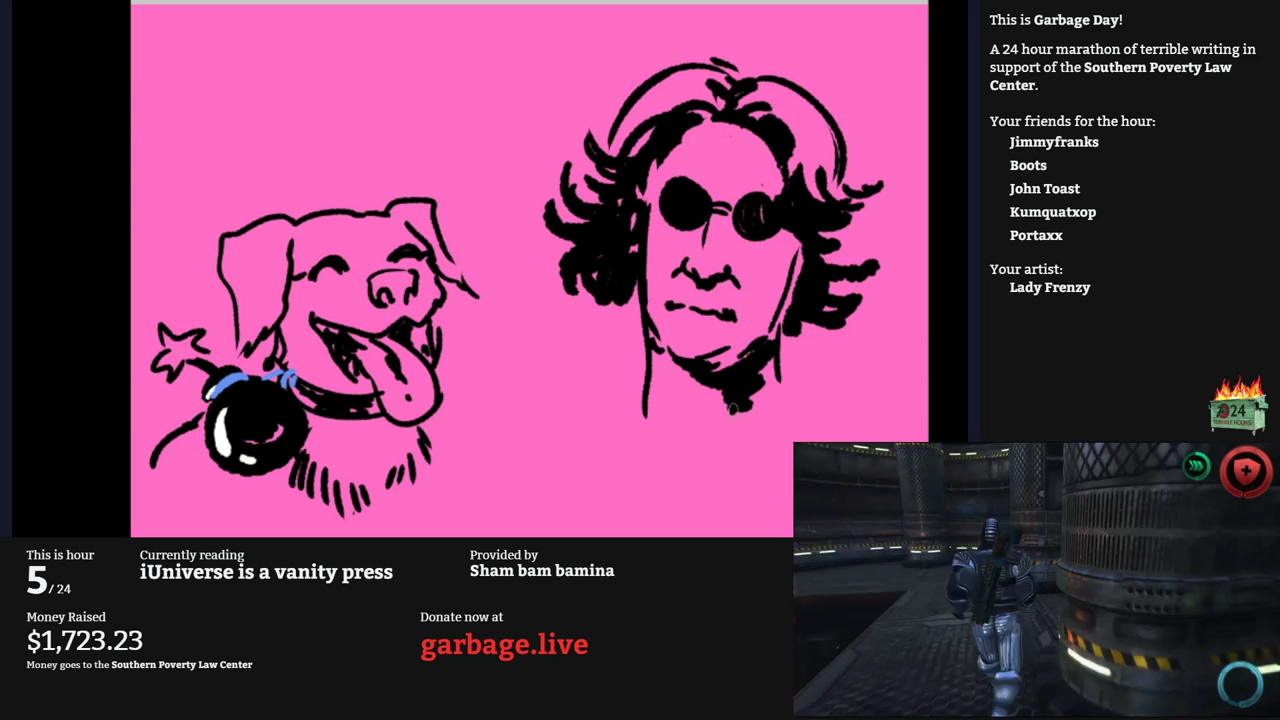 This is Garbage Day!
A 24 hour marathon of terrible writing in
support of the Southern Poverty Law
Center.
Your friends for the hour:
Jimmyfranks
Boots
John Toast
Kumquatxop
Portaxx
Your artist:
Lady Frenzy
This is hour
5 / 24
Currently reading
iUniverse is a vanity press
Provided by
Sham bam bamina
Money Raised
$1,723.23
Money goes to the Southern Poverty Law Center
Donate now at
garbage.live